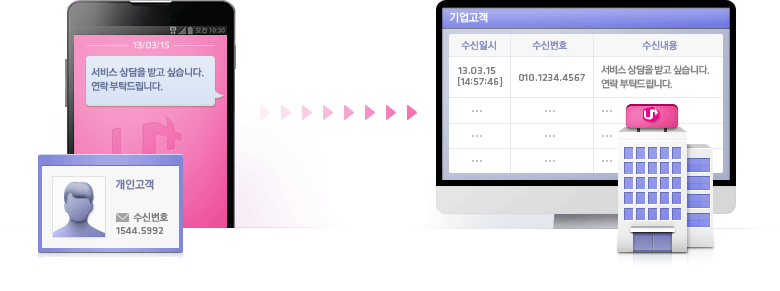 오전 10:30
13/03/15
서비스 상담을 받고 싶습니다.
연락 부탁드립니다.
개인고객
수신번호
1544.5992
기업고객
수신일시 수신번호 수신내용
13.03.15
[14:57:46]
010.1234.4567
서비스 상담을 받고 싶습니다.
연락 부탁드립니다.
... ... ...
... ...
... ...
U+
U+